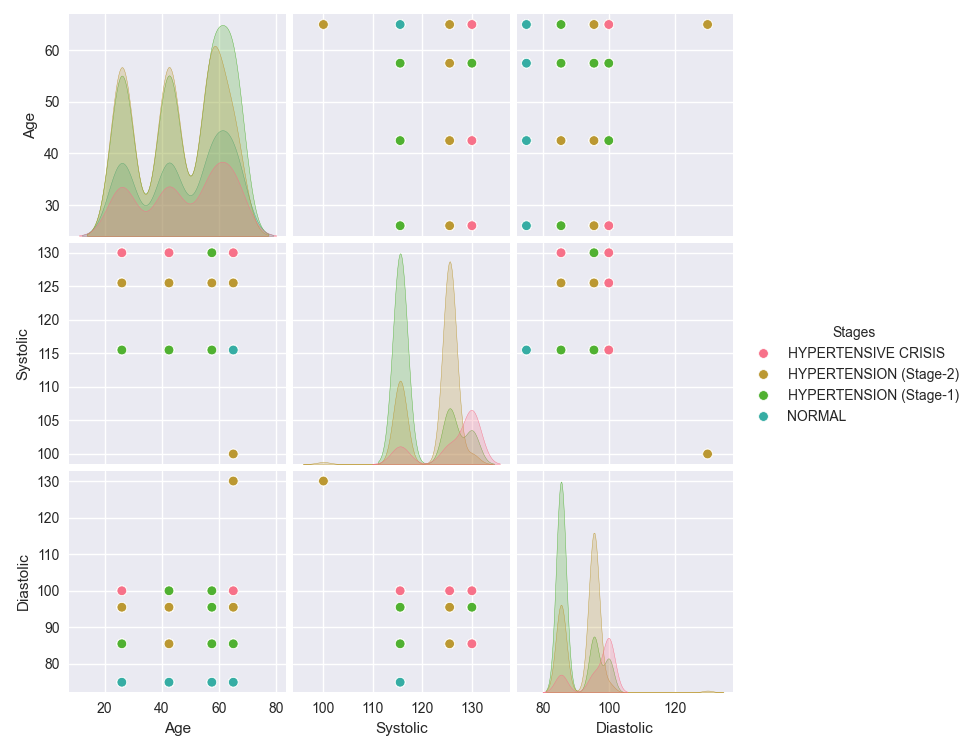 60
50
40
30
Age
130
125
120
115
110
105
100
Systolic
130
120
110
100
90
80
Diastolic
20 40 60 80
100 110 120 130
80 100 120
Age
Systolic
Diastolic
Stages
HYPERTENSIVE CRISIS
HYPERTENSION (Stage-2)
HYPERTENSION (Stage-1)
NORMAL